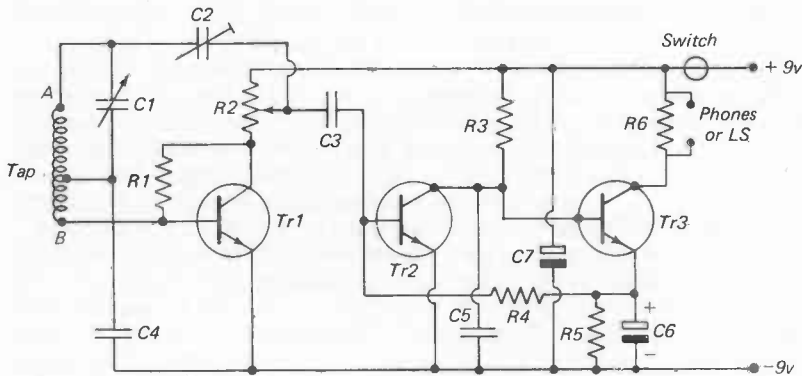 C2
Switch
+ 9v
A
C1
R2
C3
R3
R6
Phones
or LS
Tap
R1
B
Tr1
Tr2
Tr3
C7
C4
C5
R4
R5
+
C6
–
–9v